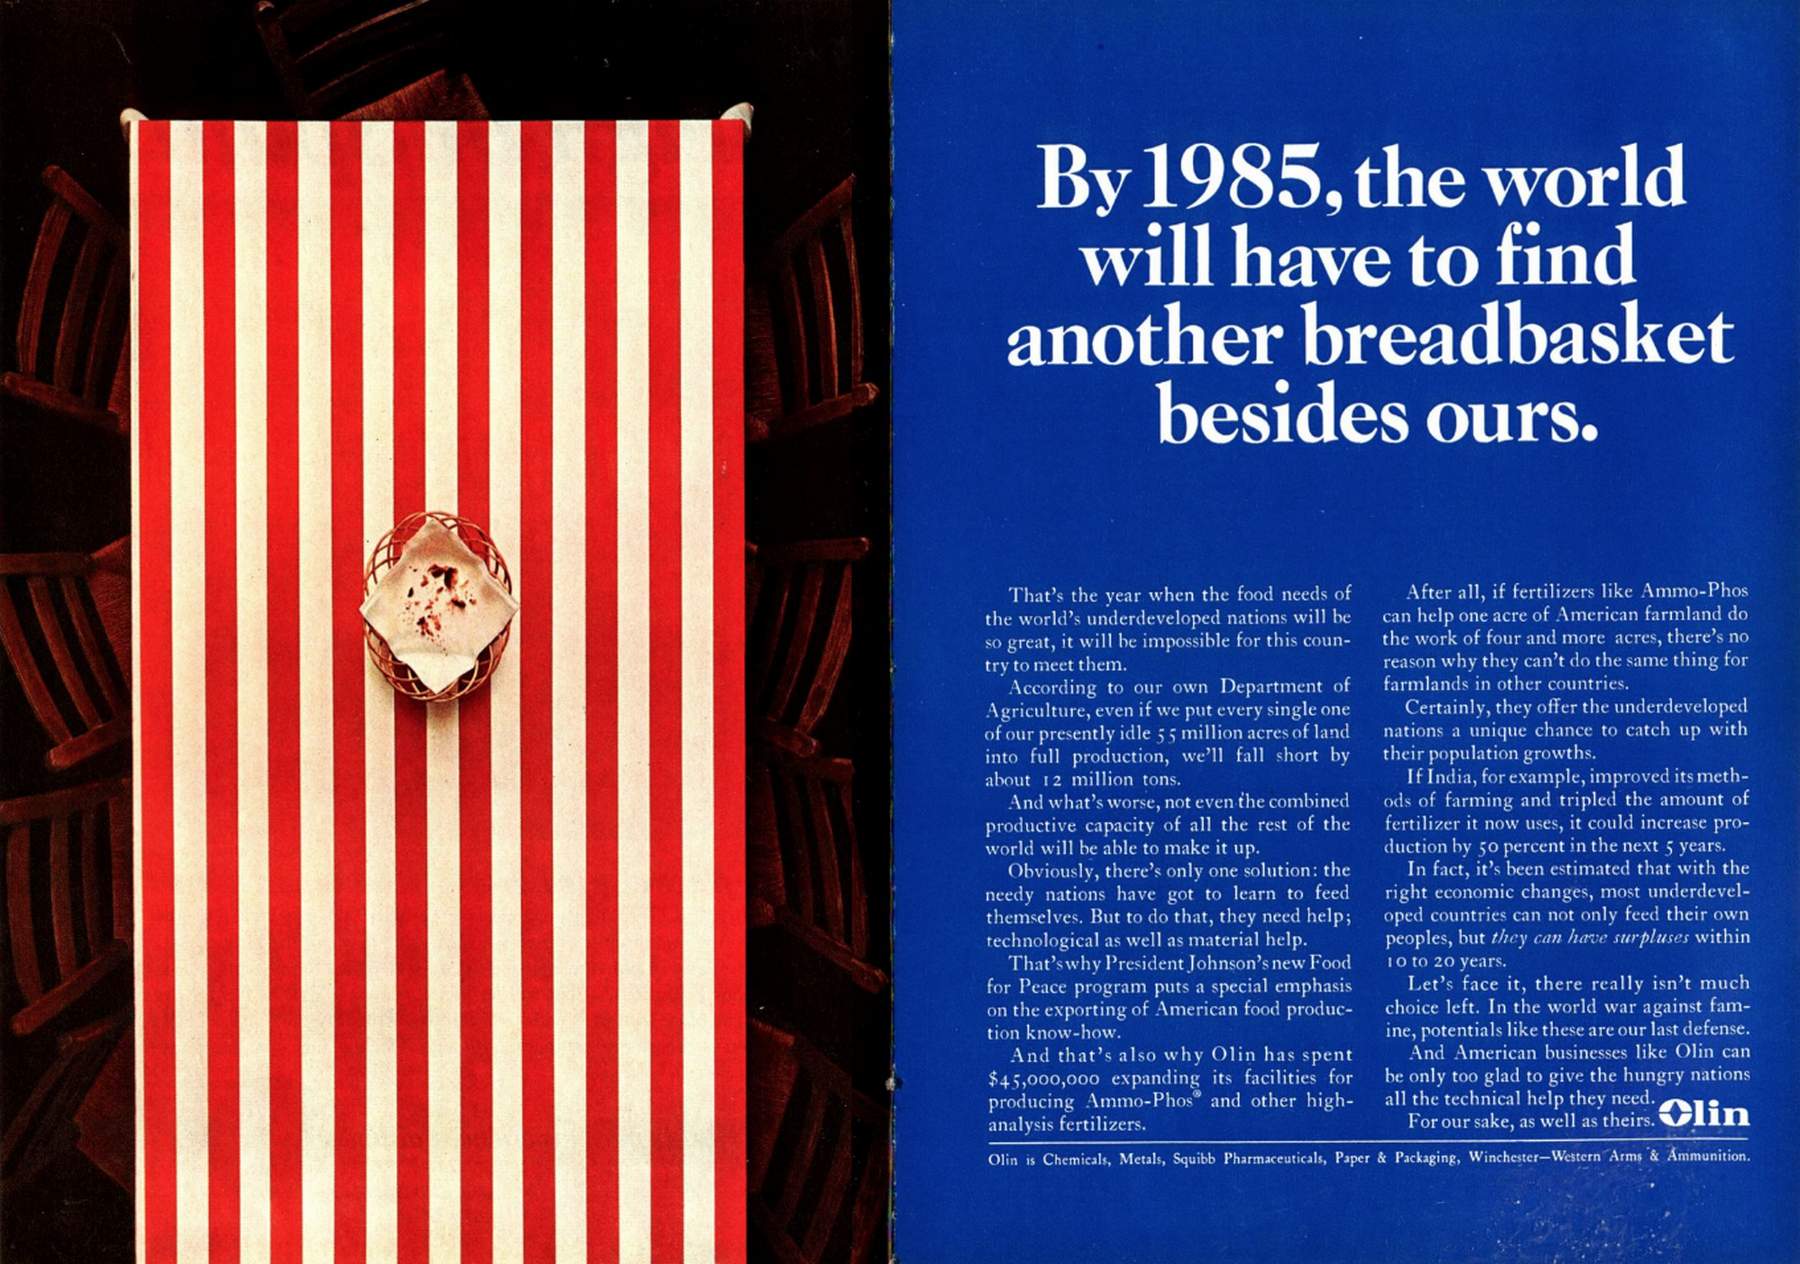 By 1985, the world
will have to find
another breadbasket
besides ours.
That's the year when the food needs of
the world's underdeveloped nations will be
so great, it will be impossible for this coun-
try to meet them.
According to our own Department of
Agriculture, even if we put every single one
of our presently idle 55 million acres of land
into full production, we'll fall short by
about 12 million tons.
And what's worse, not even the combined
productive capacity of all the rest of the
world will be able to make it up.
Obviously, there's only one solution: the
needy nations have got to learn to feed
themselves. But to do that, they need help;
technological as well as material help.
That's why President Johnson's new Food
for Peace program puts a special emphasis
on the exporting of American food produc-
tion know-how.
And that's also why Olin has spent
$45,000,000 expanding its facilities for
producing Ammo-Phos® and other high-
analysis fertilizers.
After all, if fertilizers like Ammo-Phos
can help one acre of American farmland do
the work of four and more acres, there's no
reason why they can't do the same thing for
farmlands in other countries.
Certainly, they offer the underdeveloped
nations a unique chance to catch up with
their population growths.
If India, for example, improved its meth-
ods of farming and tripled the amount of
fertilizer it now uses, it could increase pro-
duction by 50 percent in the next 5 years.
In fact, it's been estimated that with the
right economic changes, most underdevel-
oped countries can not only feed their own
peoples, but they can have surpluses within
10 to 20 years.
Let's face it, there really isn't much
choice left. In the world war against fam-
ine, potentials like these are our last defense.
And American businesses like Olin can
be only too glad to give the hungry nations
all the technical help they need.
For our sake, as well as theirs.
Olin
Olin is Chemicals, Metals, Squibb Pharmaceuticals, Paper & Packaging, Winchester—Western Arms & Ammunition.